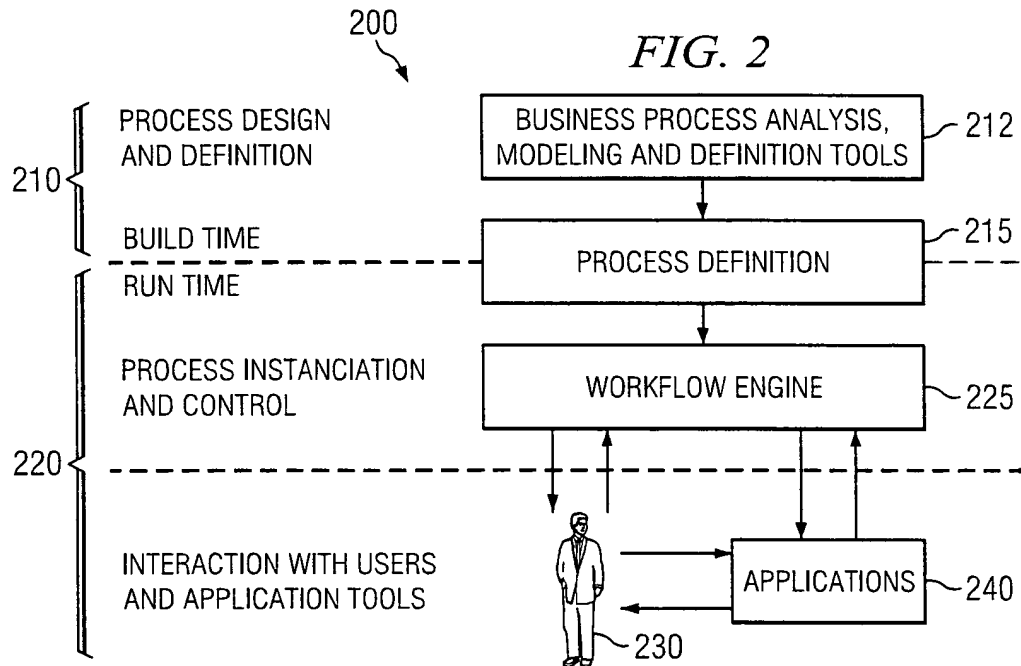 200
FIG. 2
PROCESS DESIGN
AND DEFINITION
BUSINESS PROCESS ANALYSIS,
MODELING AND DEFINITION TOOLS
212
210
BUILD TIME
215
PROCESS DEFINITION
RUN TIME
PROCESS INSTANCIATION
AND CONTROL
WORKFLOW ENGINE
225
220
INTERACTION WITH USERS
AND APPLICATION TOOLS
APPLICATIONS
240
230